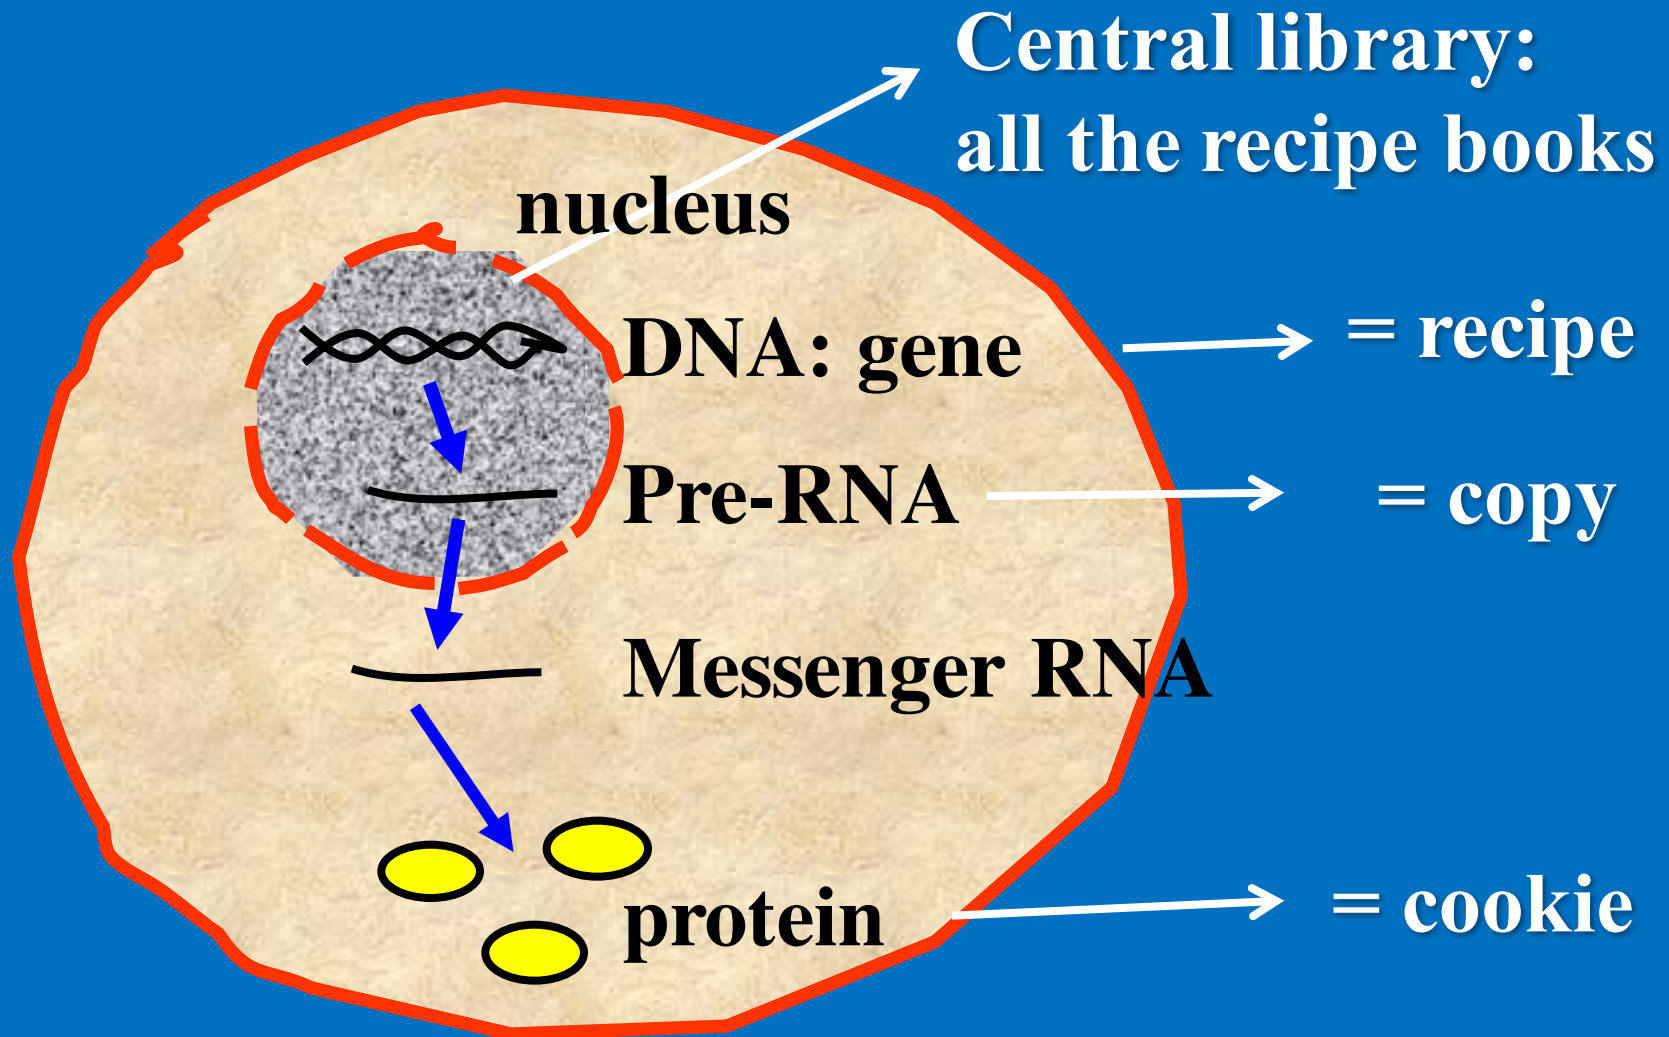 Central library:
all the recipe books
nucleus
DNA: gene
= recipe
Pre-RNA
= copy
Messenger RNA
protein
= cookie